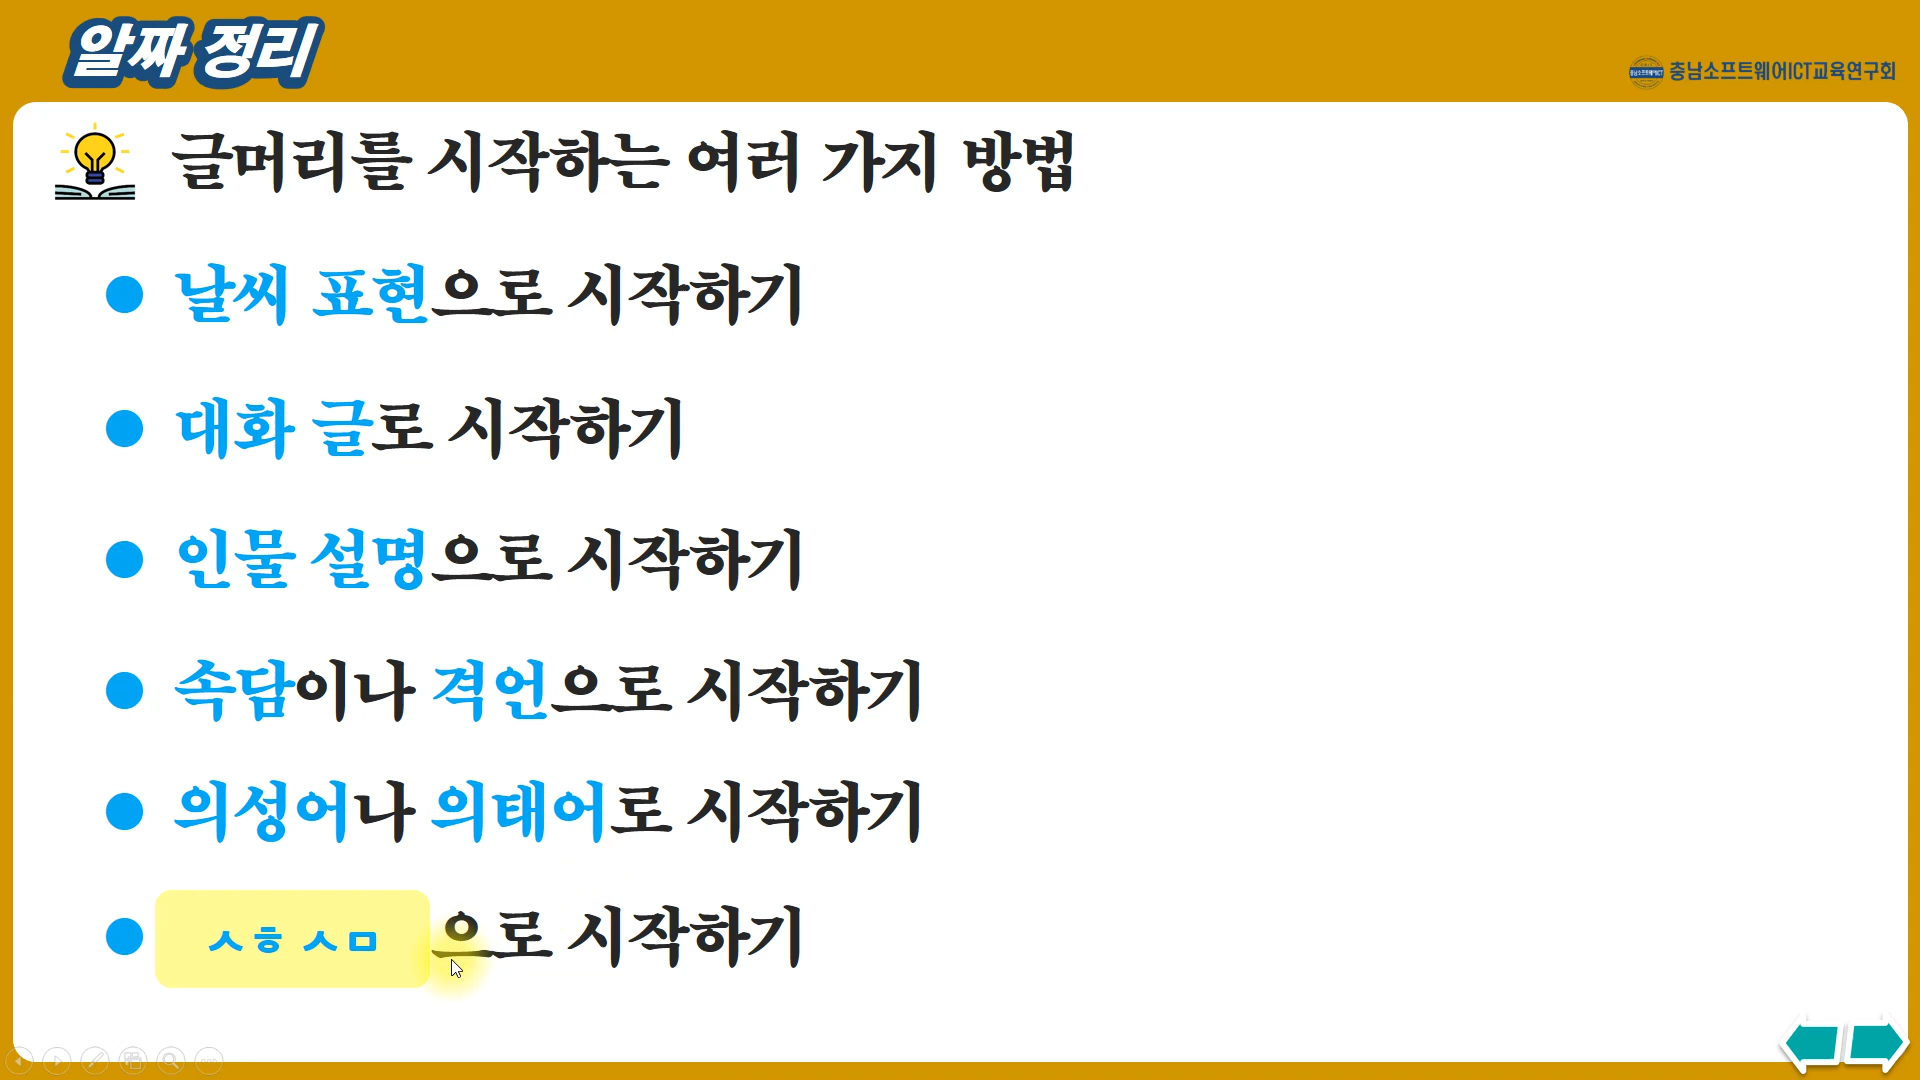 알짜 정리
충남소프트웨어ICT교육연구회
글머리를 시작하는 여러 가지 방법
날씨 표현으로 시작하기
대화 글로 시작하기
인물 설명으로 시작하기
속담이나 격언으로 시작하기
의성어나 의태어로 시작하기
ㅅㅎ ㅅㅁ으로 시작하기